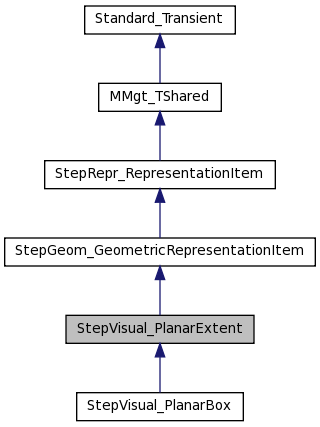 Standard_Transient
MMgt_TShared
StepRepr_RepresentationItem
StepGeom_GeometricRepresentationItem
StepVisual_PlanarExtent
StepVisual_PlanarBox